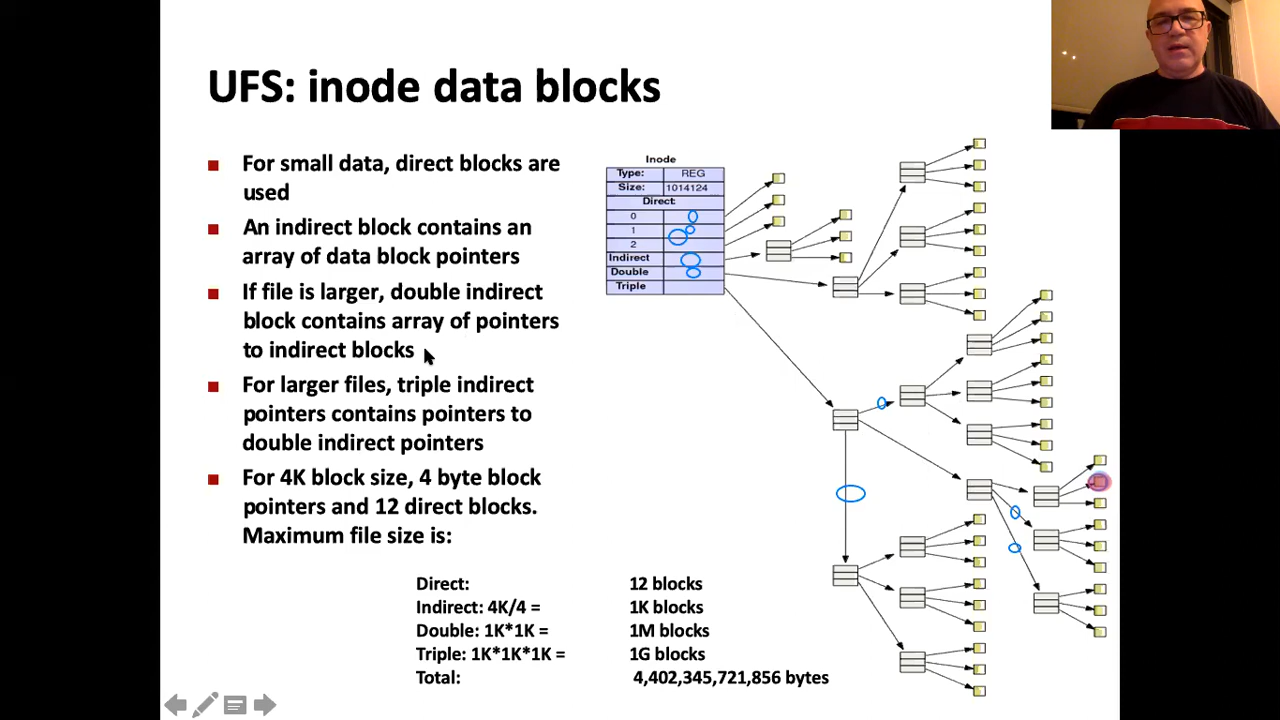 UFS: inode data blocks
For small data, direct blocks are
used
An indirect block contains an
array of data block pointers
If file is larger, double indirect
block contains array of pointers
to indirect blocks
For larger files, triple indirect
pointers contains pointers to
double indirect pointers
For 4K block size, 4 byte block
pointers and 12 direct blocks.
Maximum file size is:
Direct: 12 blocks
Indirect: 4K/4 = 1K blocks
Double: 1K*1K = 1M blocks
Triple: 1K*1K*1K = 1G blocks
Total: 4,402,345,721,856 bytes
Inode
Type: REG
Size: 1014124
Direct:
0
1
2
Indirect
Double
Triple